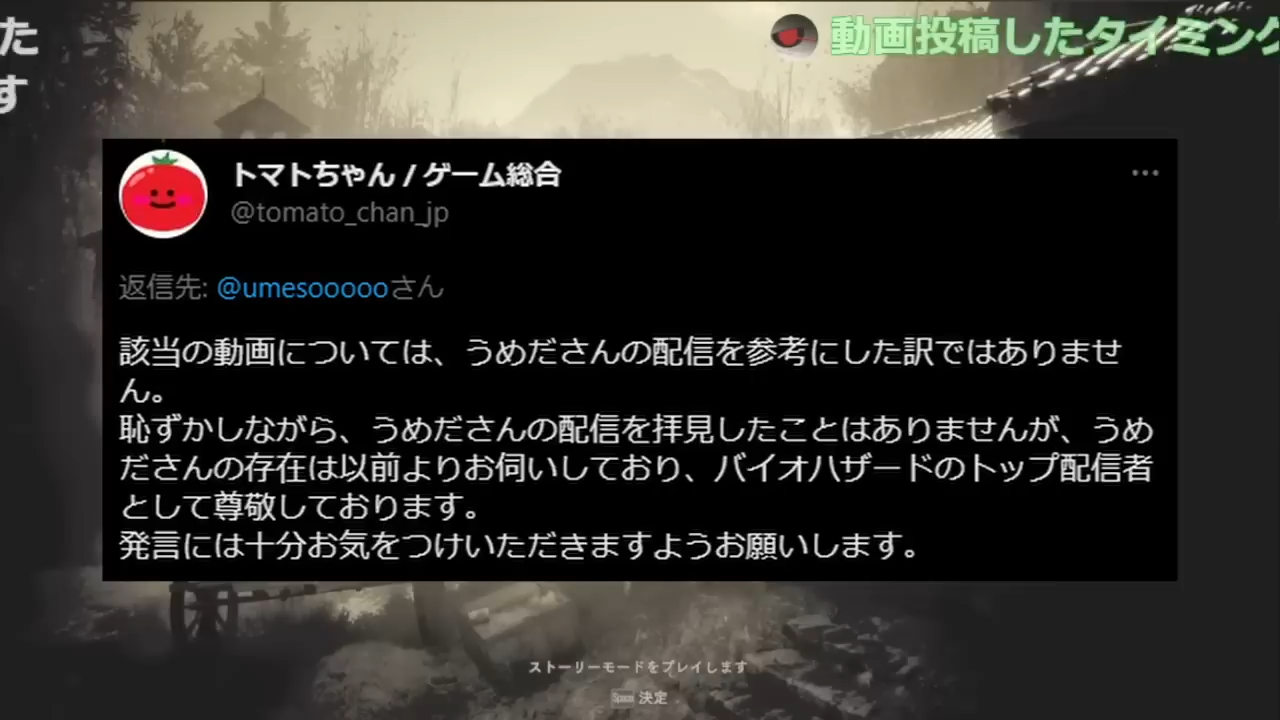 た
す
動画投稿したタイミング
トマトちゃん / ゲーム総合
@tomato_chan_jp
返信先: @umesoooooさん
該当の動画については、うめださんの配信を参考にした訳ではありませ
ん。
恥ずかしながら、うめださんの配信を拝見したことはありませんが、うめ
ださんの存在は以前よりお伺いしており、バイオハザードのトップ配信者
として尊敬しております。
発言には十分お気をつけいただきますようお願いします。
ストーリーモードをプレイします
Space 決定